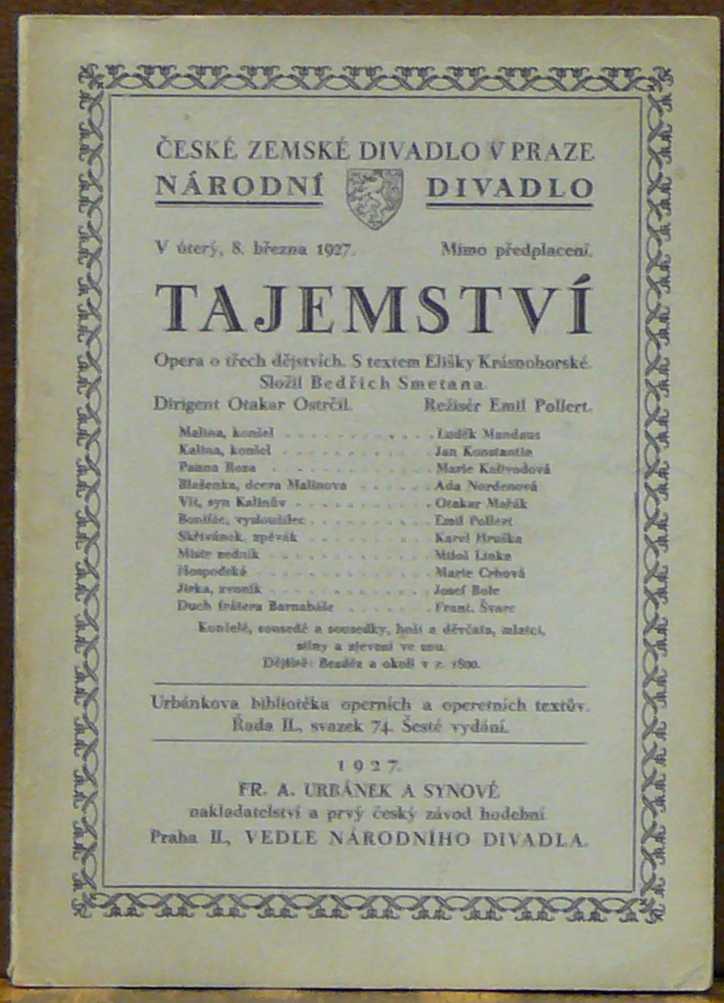 ČESKÉ ZEMSKÉ DIVADLO V PRAZE
NÁRODNÍ DIVADLO
V úterý, 8. března 1927. Mimo předplacení.
TAJEMSTVÍ
Opera o třech dějstvích. S textem Elišky Krásnohorské.
Složil Bedřich Smetana.
Dirigent Otakar Ostrčil. Režisér Emil Pollert.
Malina, konšel . . . . . . . . . . . Luděk Mandaus
Kalina, konšel . . . . . . . . . . . Jan Konstantin
Panna Roza . . . . . . . . . . . Marie Kalivodová
Blaženka, dcera Malinova . . . . . . Ada Nordenová
Vít, syn Kalinův . . . . . . . . . . Otakar Mařák
Bonifác, vysloužilec . . . . . . . . Emil Pollert
Skřivánek, zpěvák . . . . . . . . . Karel Hruška
Mistr zedník . . . . . . . . . . . Miloš Linka
Hospodská . . . . . . . . . . . Marie Crhová
Jirka, zvoník . . . . . . . . . . . Josef Bole
Duch frátera Barnabáše . . . . . . Frant. Švarc
Konšelé, sousedé a sousedky, hoši a děvčata, mlatci,
stíny a zjevení ve snu.
Dějiště: Bezděz a okolí v r. 1800.
Urbánkova bibliotéka operních a operetních textův.
Řada II., svazek 74. Šesté vydání.
1927.
FR. A. URBÁNEK A SYNOVÉ
nakladatelství a prvý český závod hudební
Praha II., VEDLE NÁRODNÍHO DIVADLA.